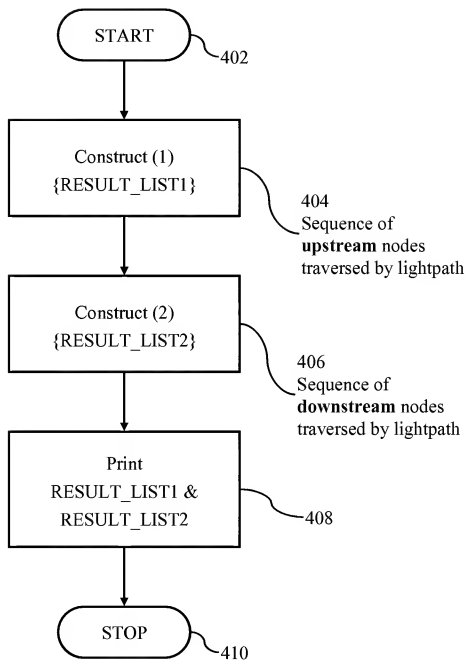 START
402
Construct (1)
{RESULT_LIST1}
404
Sequence of
upstream nodes
traversed by lightpath
Construct (2)
{RESULT_LIST2}
406
Sequence of
downstream nodes
traversed by lightpath
Print
RESULT_LIST1 &
RESULT_LIST2
408
STOP
410